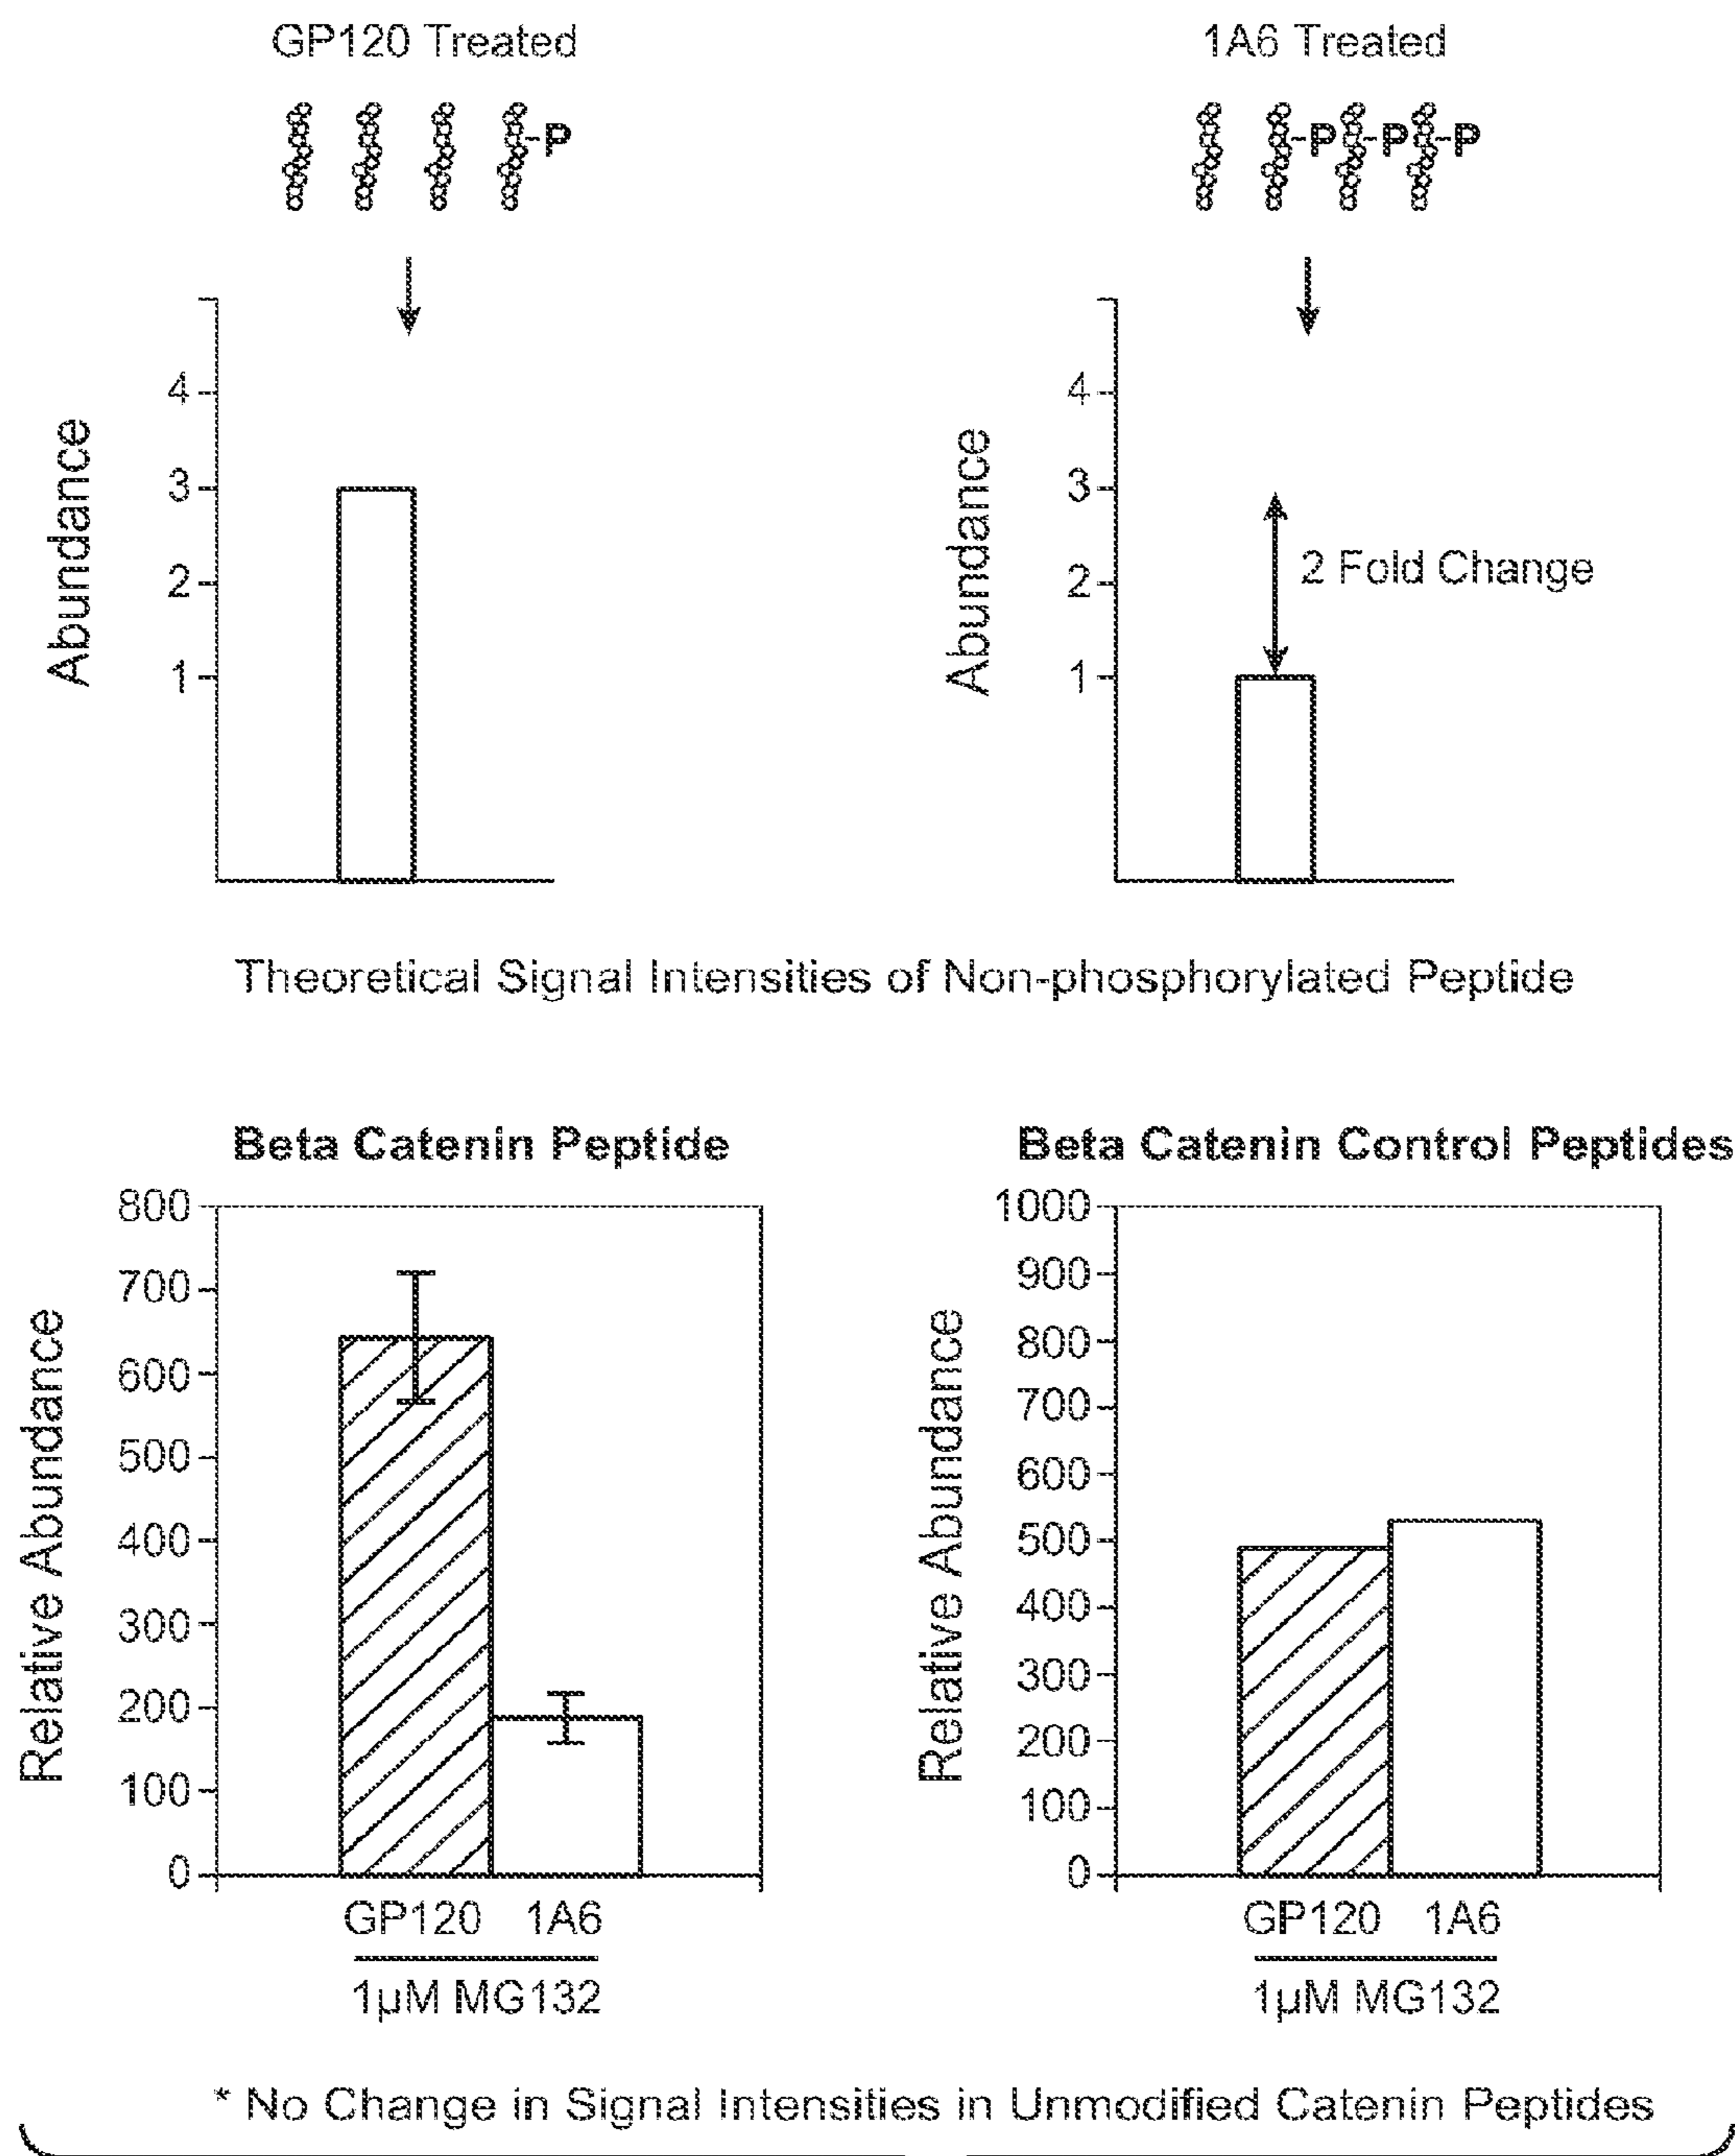 GP120 Treated
-P
Abundance
4
3
2
1
1A6 Treated
-P -P -P
Abundance
4
3
2
1
2 Fold Change
Theoretical Signal Intensities of Non-phosphorylated Peptide
Beta Catenin Peptide
Relative Abundance
800
700
600
500
400
300
200
100
0
GP120 1A6
1µM MG132
Beta Catenin Control Peptides
Relative Abundance
1000
900
800
700
600
500
400
300
200
100
0
GP120 1A6
1µM MG132
* No Change in Signal Intensities in Unmodified Catenin Peptides